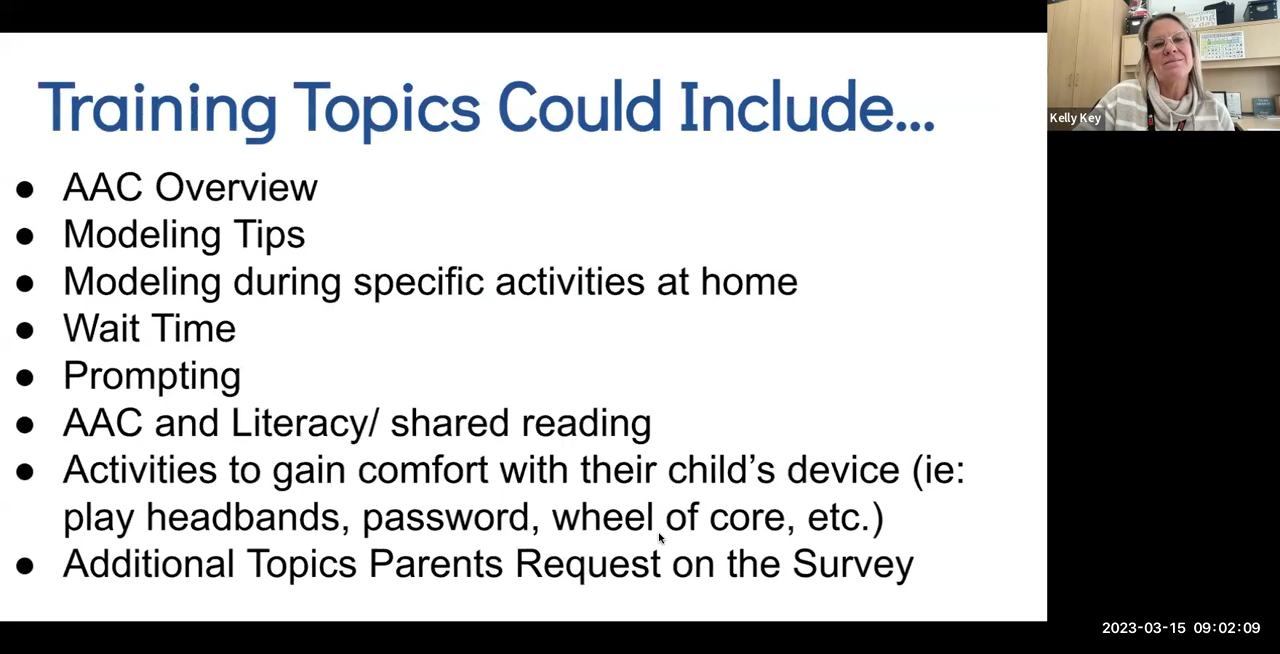 Training Topics Could Include...
● AAC Overview
● Modeling Tips
● Modeling during specific activities at home
● Wait Time
● Prompting
● AAC and Literacy/ shared reading
● Activities to gain comfort with their child’s device (ie:
play headbands, password, wheel of core, etc.)
● Additional Topics Parents Request on the Survey
Kelly Key
2023-03-15 09:02:09